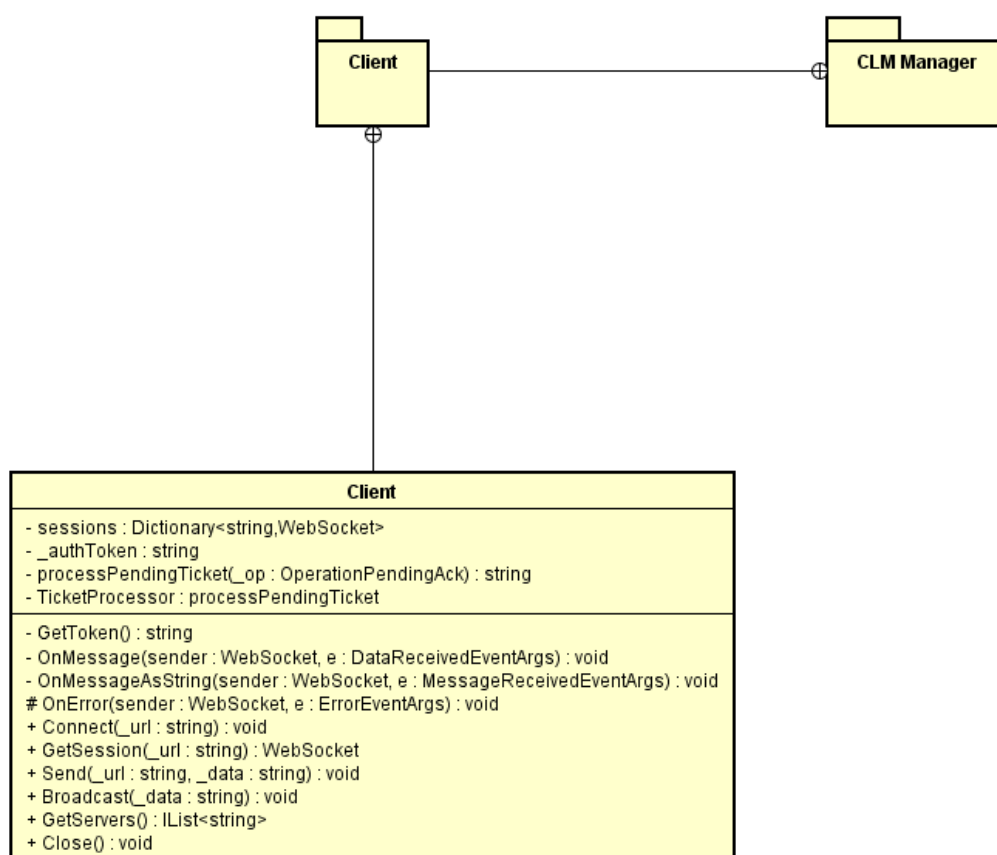 Client
CLM Manager
Client
- sessions : Dictionary<string,WebSocket>
- _authToken : string
- processPendingTicket(_op : OperationPendingAck) : string
- TicketProcessor : processPendingTicket
- GetToken() : string
- OnMessage(sender : WebSocket, e : DataReceivedEventArgs) : void
- OnMessageAsString(sender : WebSocket, e : MessageReceivedEventArgs) : void
# OnError(sender : WebSocket, e : ErrorEventArgs) : void
+ Connect(_url : string) : void
+ GetSession(_url : string) : WebSocket
+ Send(_url : string, _data : string) : void
+ Broadcast(_data : string) : void
+ GetServers() : IList<string>
+ Close() : void